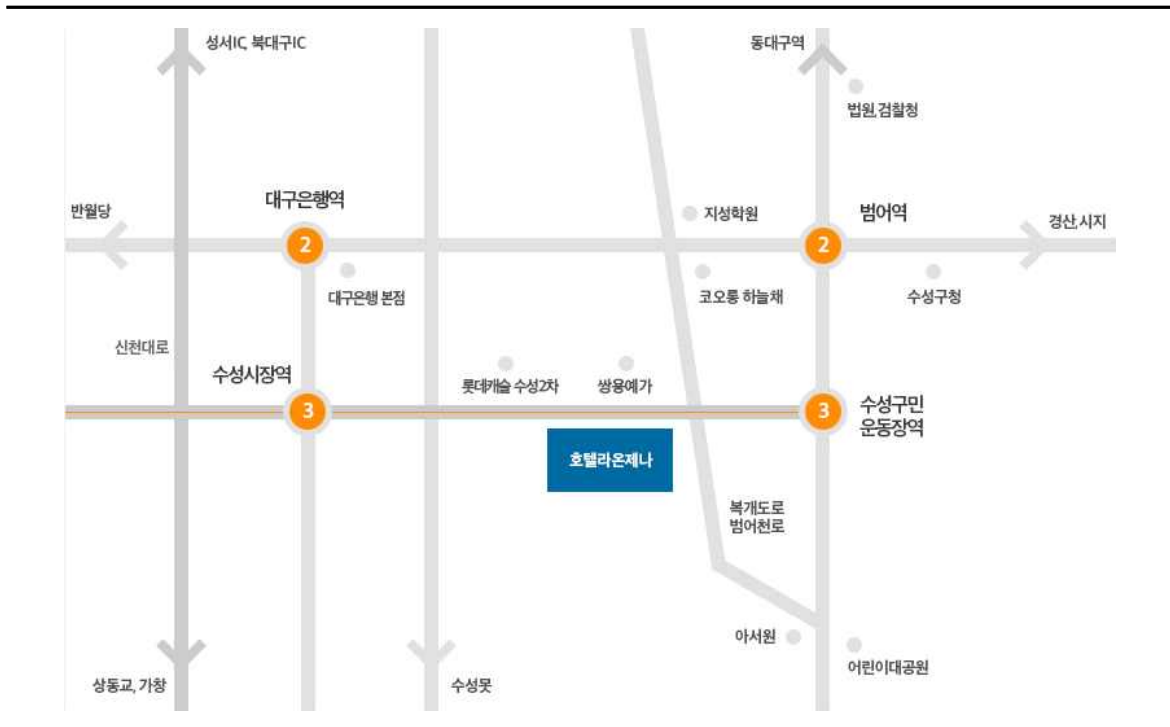 성서IC, 북대구IC
동대구역
법원,검찰청
대구은행역
반월당
지성학원
범어역
경산,시지
2
2
대구은행 본점
코오롱 하늘채
수성구청
신천대로
수성시장역
롯데캐슬 수성2차
쌍용예가
3
3
수성구민
운동장역
호텔라온제나
복개도로
범어천로
아서원
어린이대공원
상동교, 가창
수성못